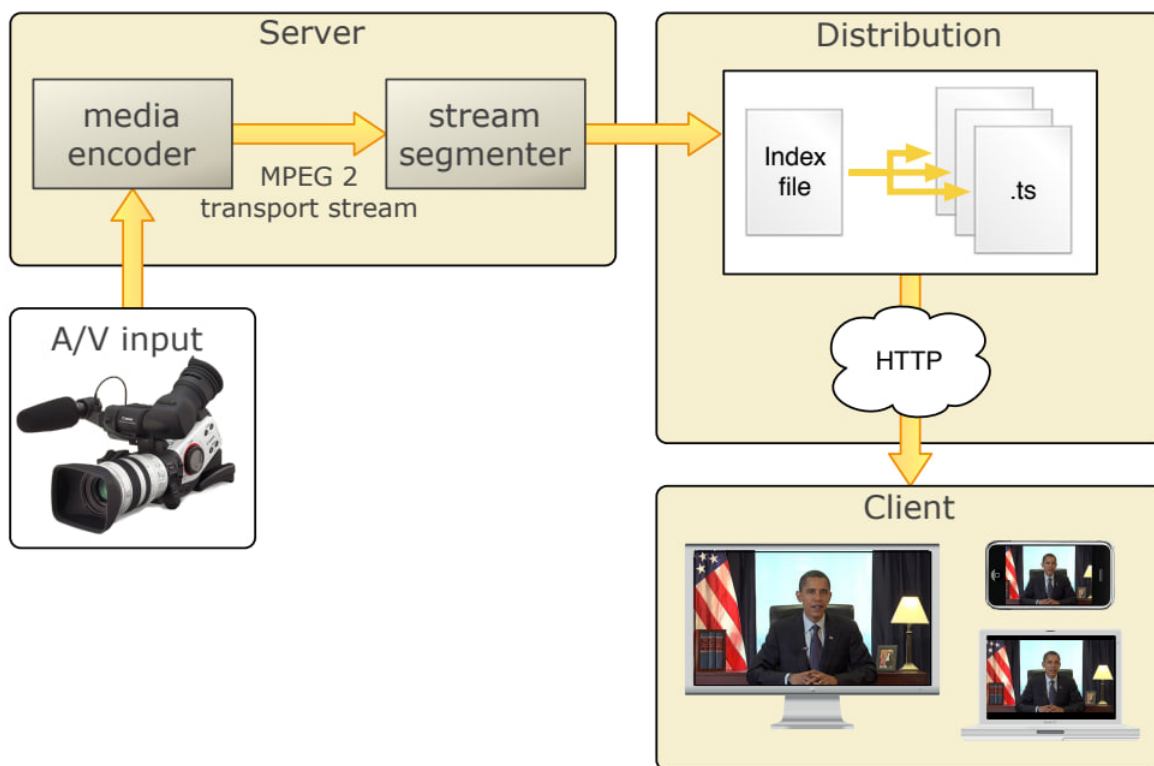 Server
media
encoder
MPEG 2
transport stream
stream
segmenter
Distribution
Index
file
.ts
HTTP
A/V input
Client